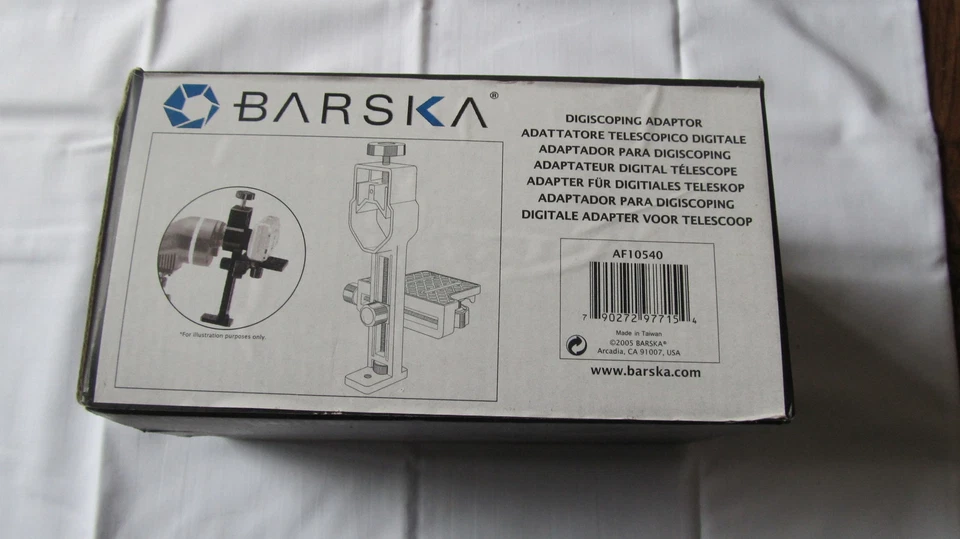 BARSKA®
DIGISCOPING ADAPTOR
ADATTATORE TELESCOPICO DIGITALE
ADAPTADOR PARA DIGISCOPING
ADAPTATEUR DIGITAL TÉLESCOPE
ADAPTER FÜR DIGITIALES TELESKOP
ADAPTADOR PARA DIGISCOPING
DIGITALE ADAPTER VOOR TELESCOOP
*For illustration purposes only.
AF10540
7 90272 97715 4
Made in Taiwan
©2005 BARSKA®
Arcadia, CA 91007, USA
www.barska.com